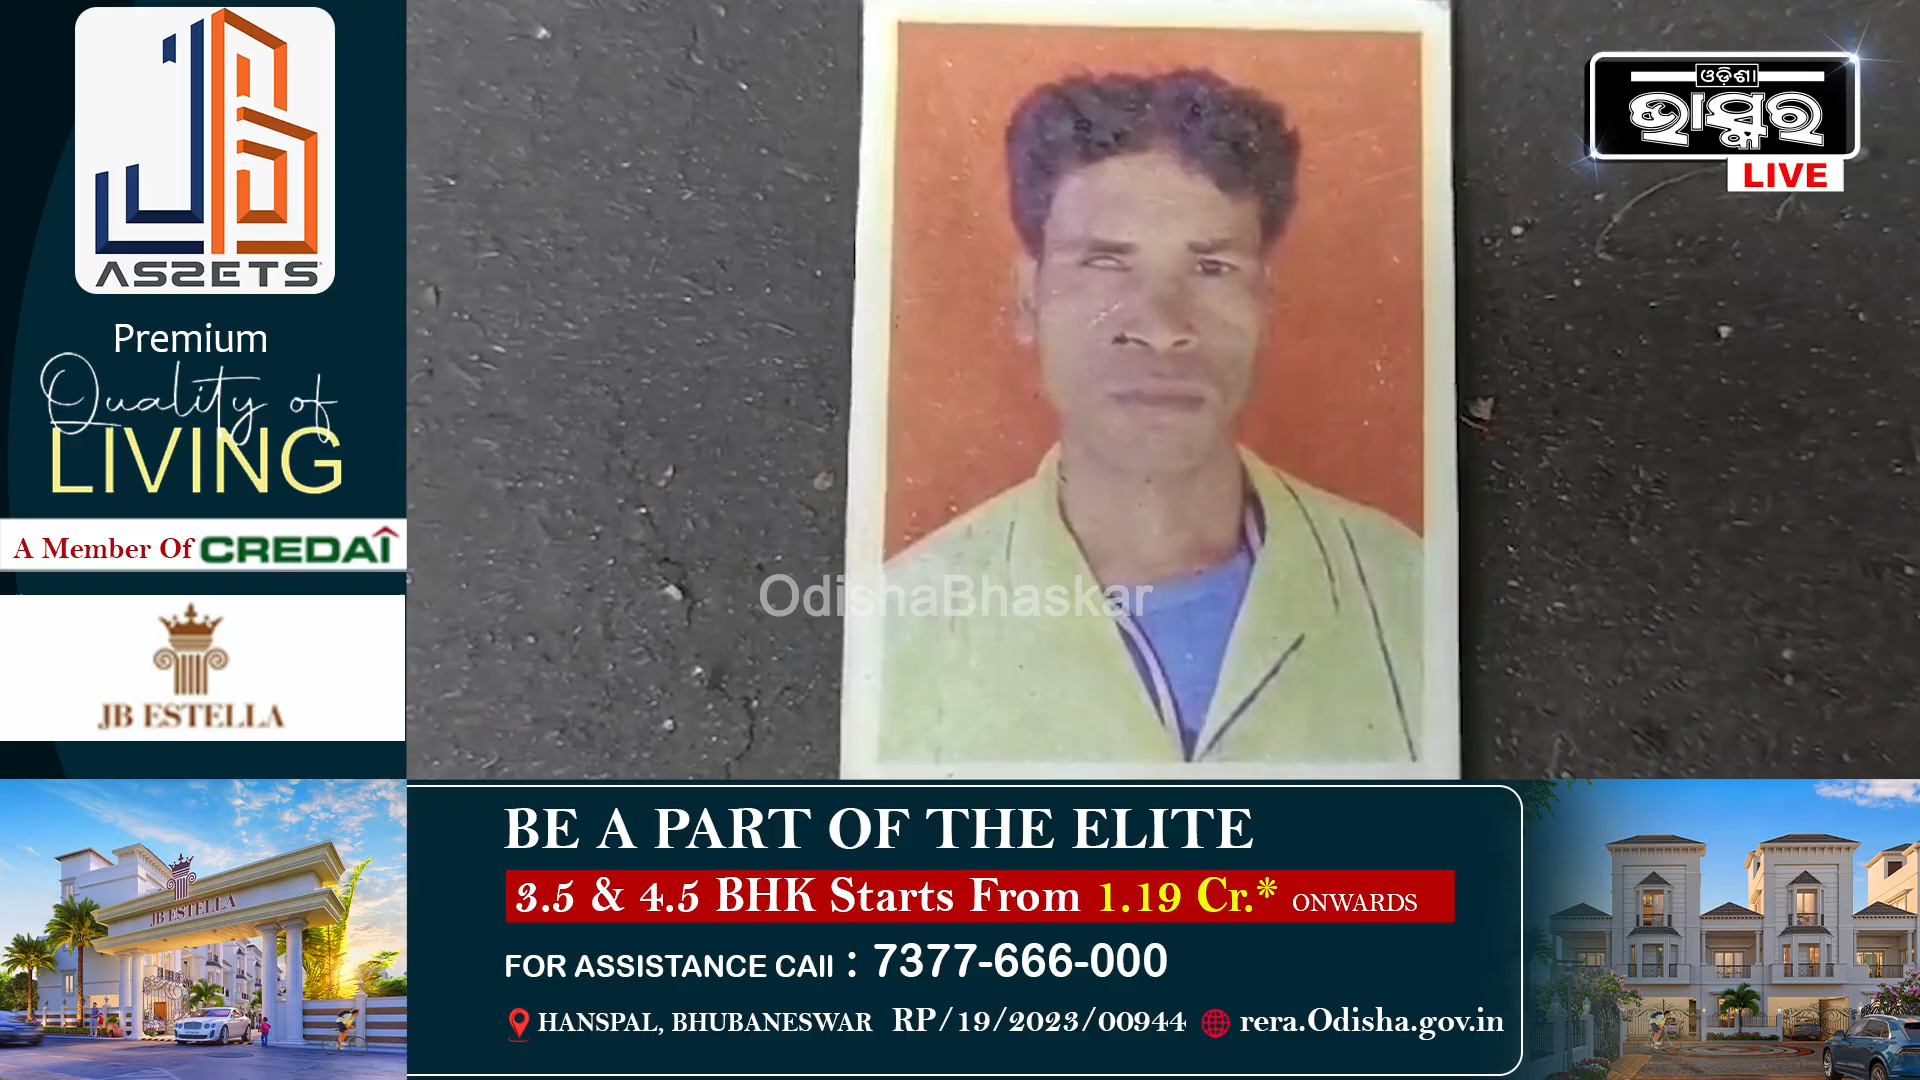 JB
ASSETS
Premium
Quality of
LIVING
A Member Of CREDAI
JB ESTELLA
JB ESTELLA
ଓଡ଼ିଶା
ଭାସ୍କର
LIVE
OdishaBhaskar
BE A PART OF THE ELITE
3.5 & 4.5 BHK Starts From 1.19 Cr.* ONWARDS
FOR ASSISTANCE CAll : 7377-666-000
HANSPAL, BHUBANESWAR RP/19/2023/00944 rera.Odisha.gov.in